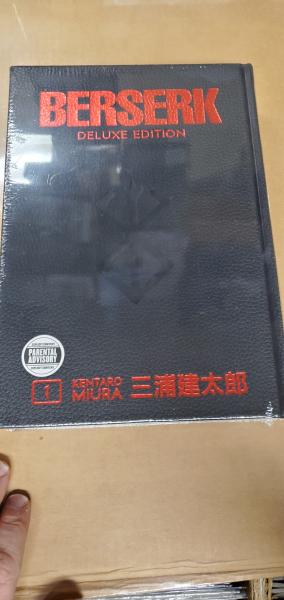 BERSERK
DELUXE EDITION
PARENTAL
ADVISORY
1
KENTARO
MIURA 三浦建太郎